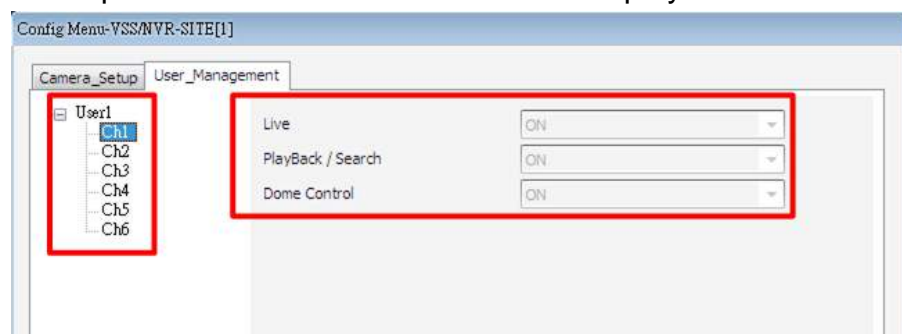 Config Menu-VSS/NVR-SITE[1]
Camera_Setup User_Management
User1
Ch1
Ch2
Ch3
Ch4
Ch5
Ch6
Live ON
PlayBack / Search ON
Dome Control ON